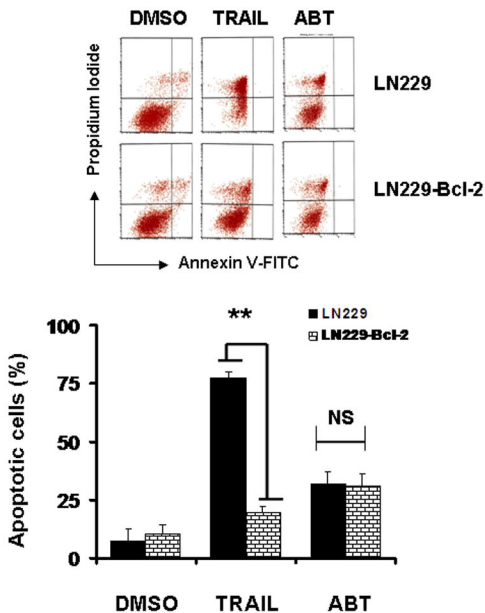 DMSO TRAIL ABT
Propidium Iodide
LN229
LN229-Bcl-2
Annexin V-FITC
Apoptotic cells (%)
100
75
50
25
0
**
NS
LN229
LN229-Bcl-2
DMSO TRAIL ABT